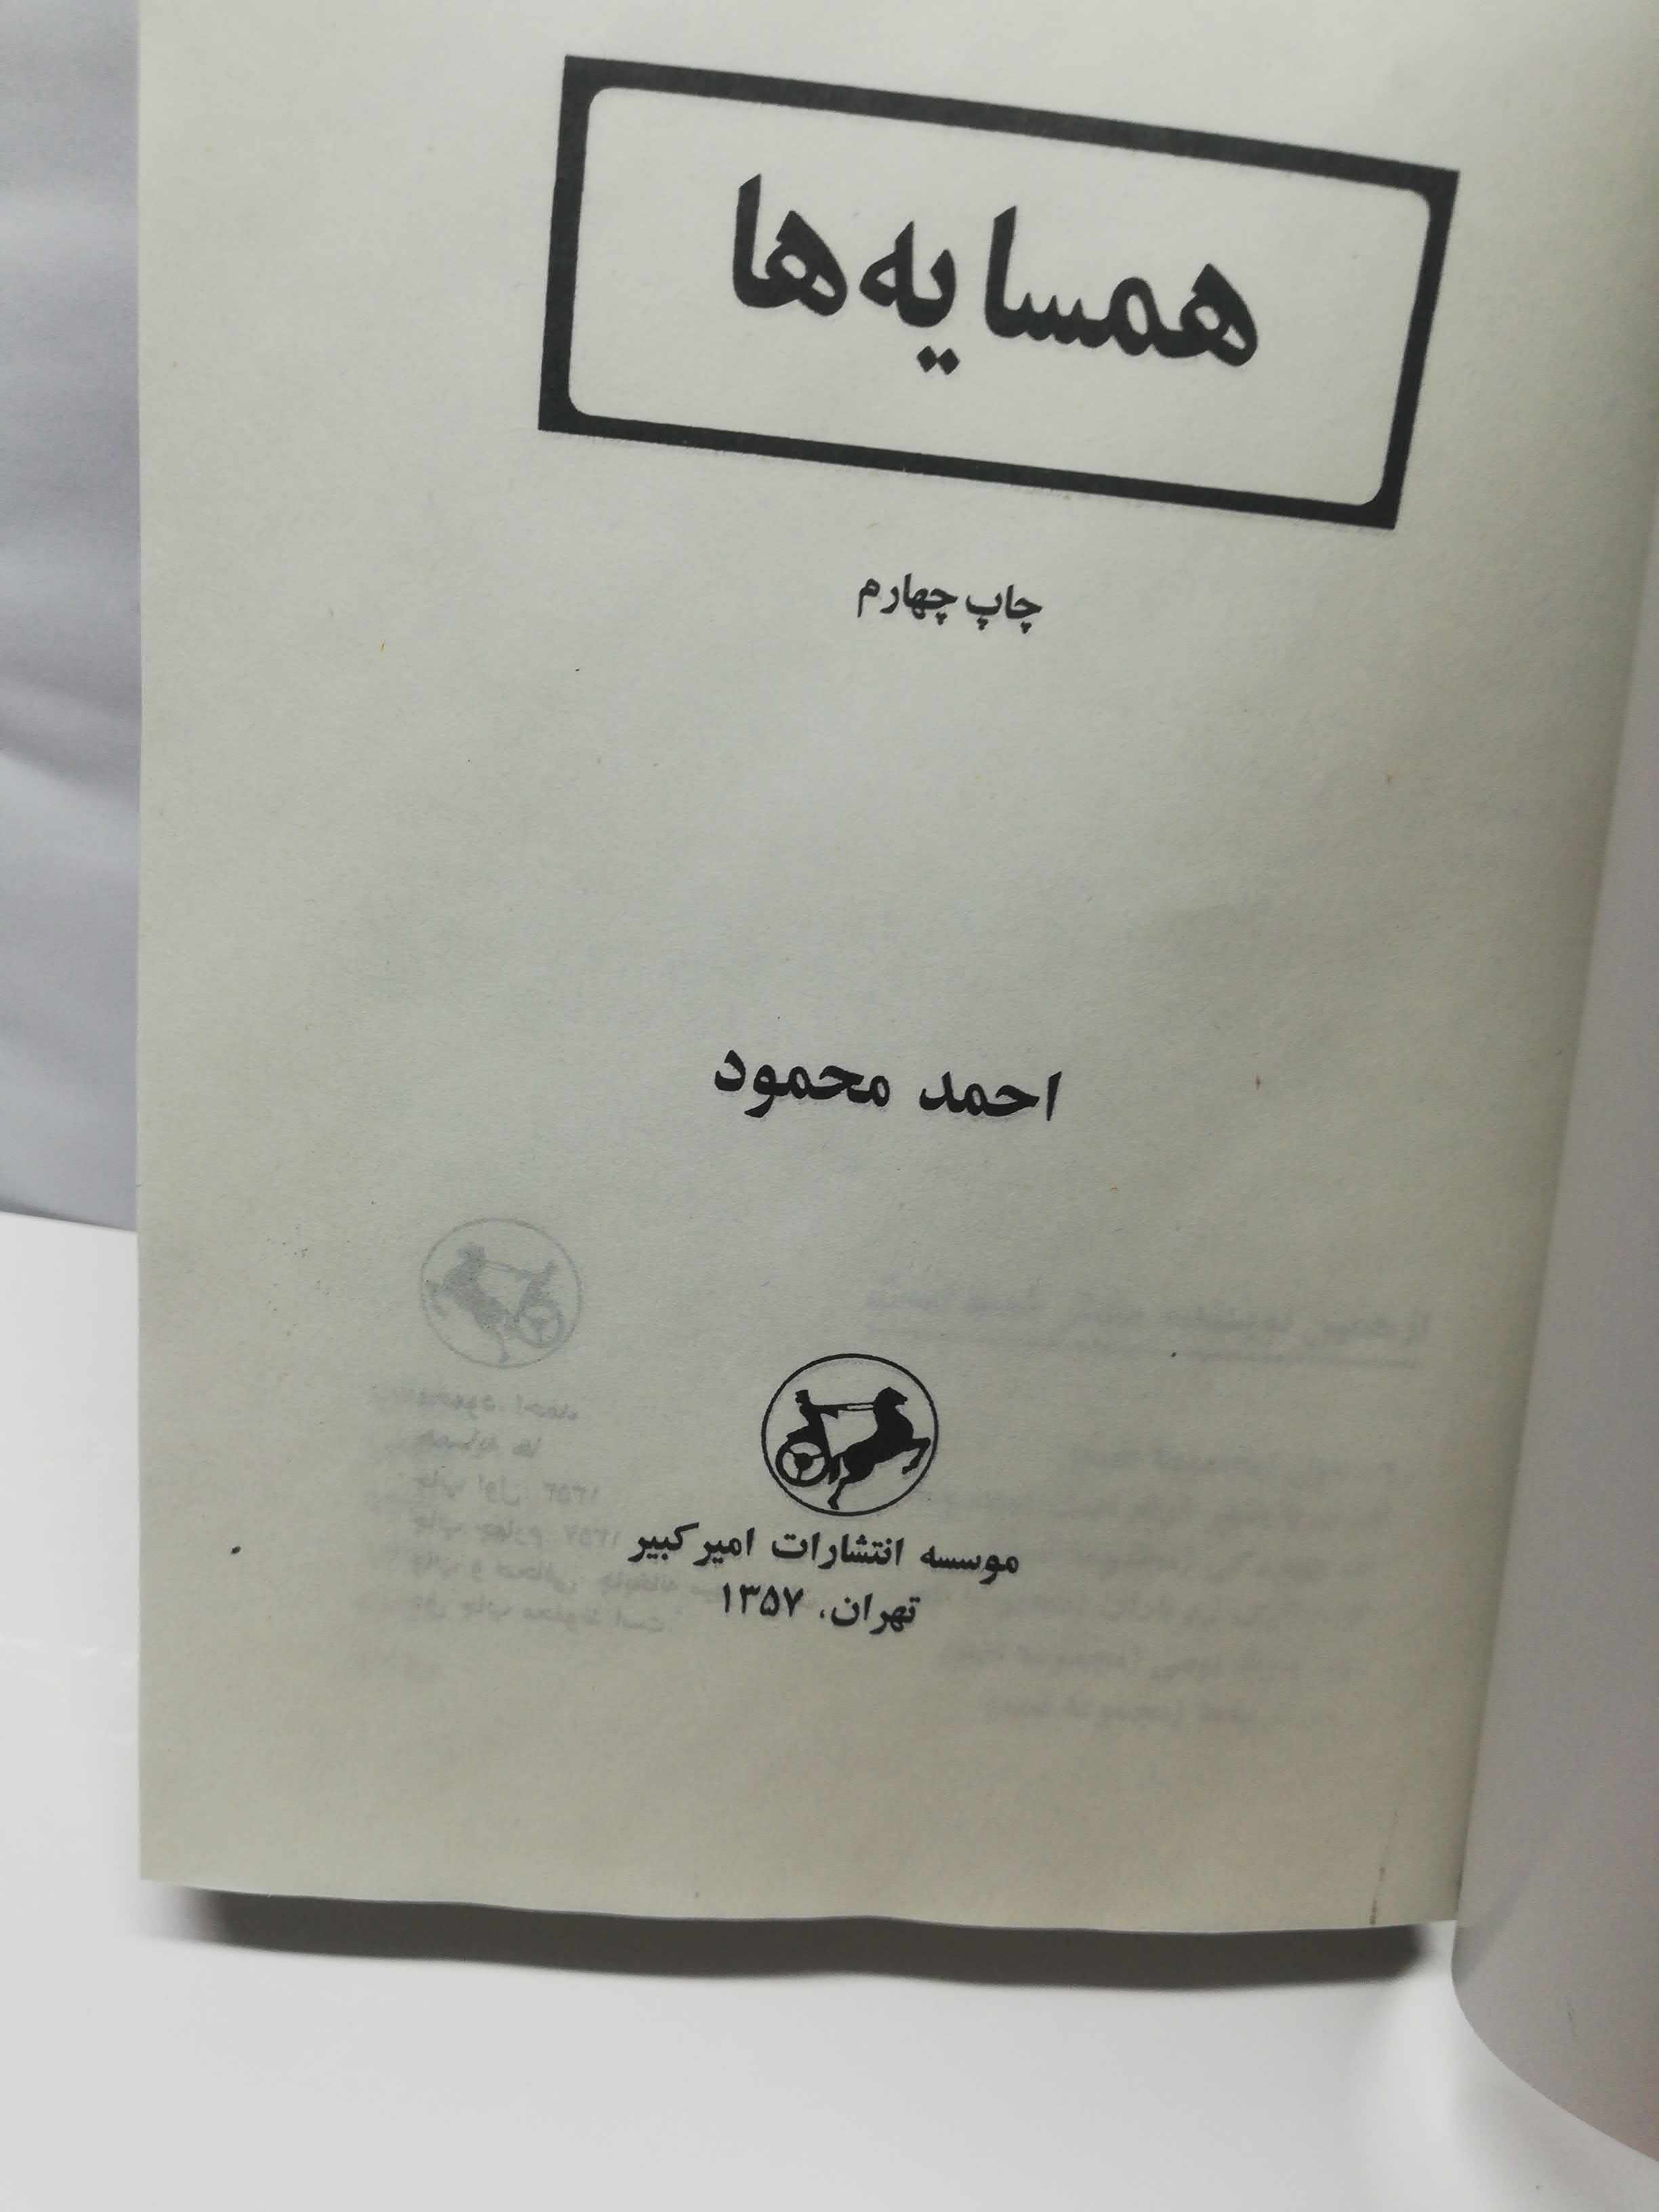 همسایه‌ها
چاپ چهارم
احمد محمود
موسسه انتشارات امیرکبیر
تهران، ۱۳۵۷